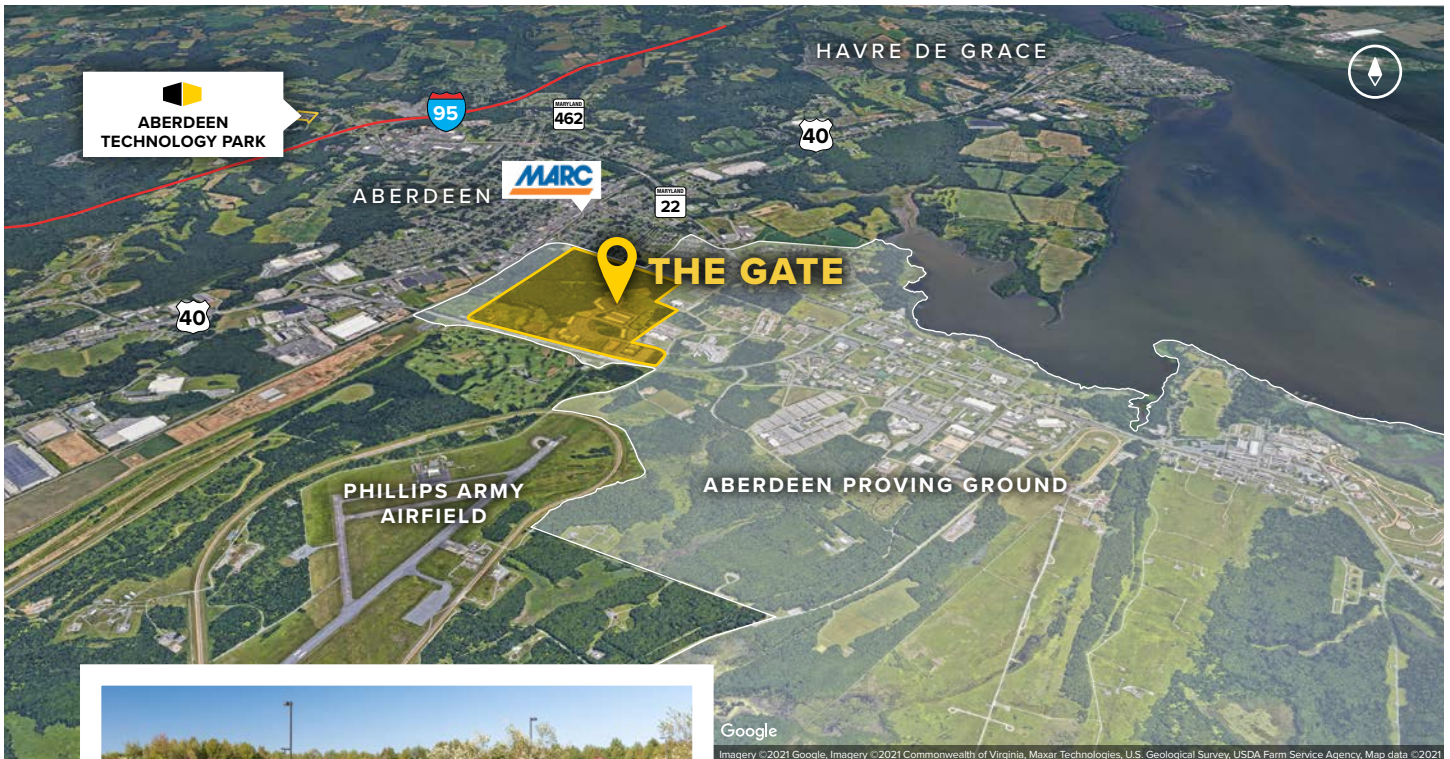 HAVRE DE GRACE
ABERDEEN
TECHNOLOGY PARK
95
MARYLAND
462
40
ABERDEEN
MARC
MARYLAND
22
THE GATE
40
PHILLIPS ARMY
AIRFIELD
ABERDEEN PROVING GROUND
Google
Imagery ©2021 Google, Imagery ©2021 Commonwealth of Virginia, Maxar Technologies, U.S. Geological Survey, USDA Farm Service Agency, Map data ©2021